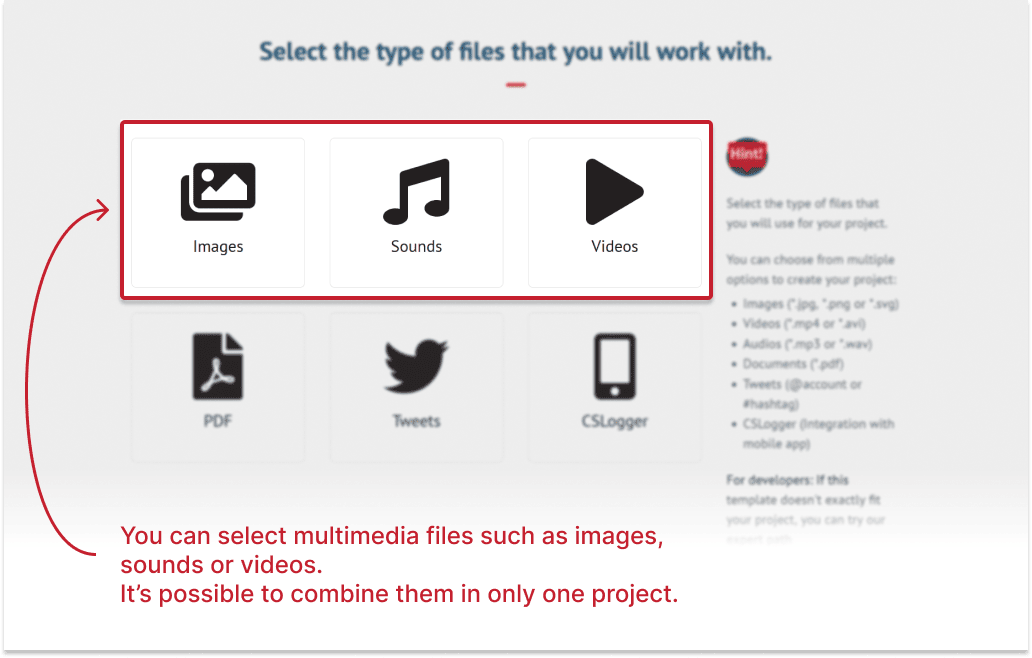 Select the type of files that you will work with.
Images
Sounds
Videos
PDF
Tweets
CSLogger
Hint!
Select the type of files that
you will use for your project.
You can choose from multiple
options to create your project:
• Images (*.jpg, *.png or *.svg)
• Videos (*.mp4 or *.avi)
• Audios (*.mp3 or *.wav)
• Documents (*.pdf)
• Tweets (@account or
#hashtag)
• CSLogger (Integration with
mobile app)
For developers: If this
template doesn't exactly fit
your project, you can try our
expert path
You can select multimedia files such as images,
sounds or videos.
It's possible to combine them in only one project.